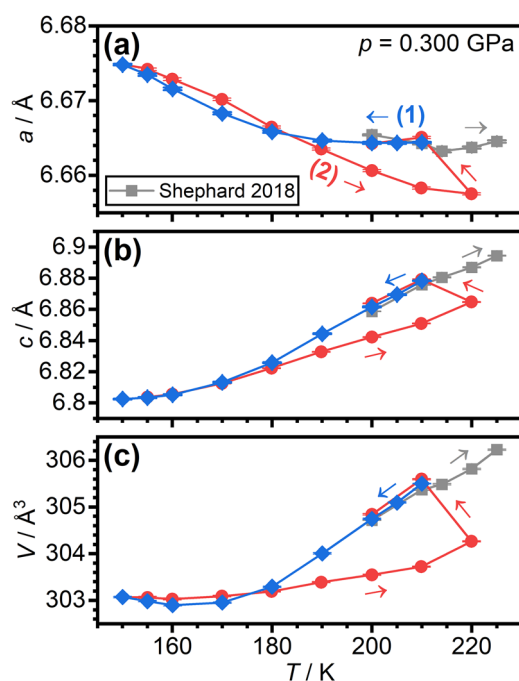 6.68
(a)
p = 0.300 GPa
6.67
← (1)
→
a / Å
6.66
(2) →
Shephard 2018
6.9
(b)
6.88
6.86
c / Å
6.84
6.82
6.8
(c)
306
305
V / Å³
304
303
160
180
200
220
T / K